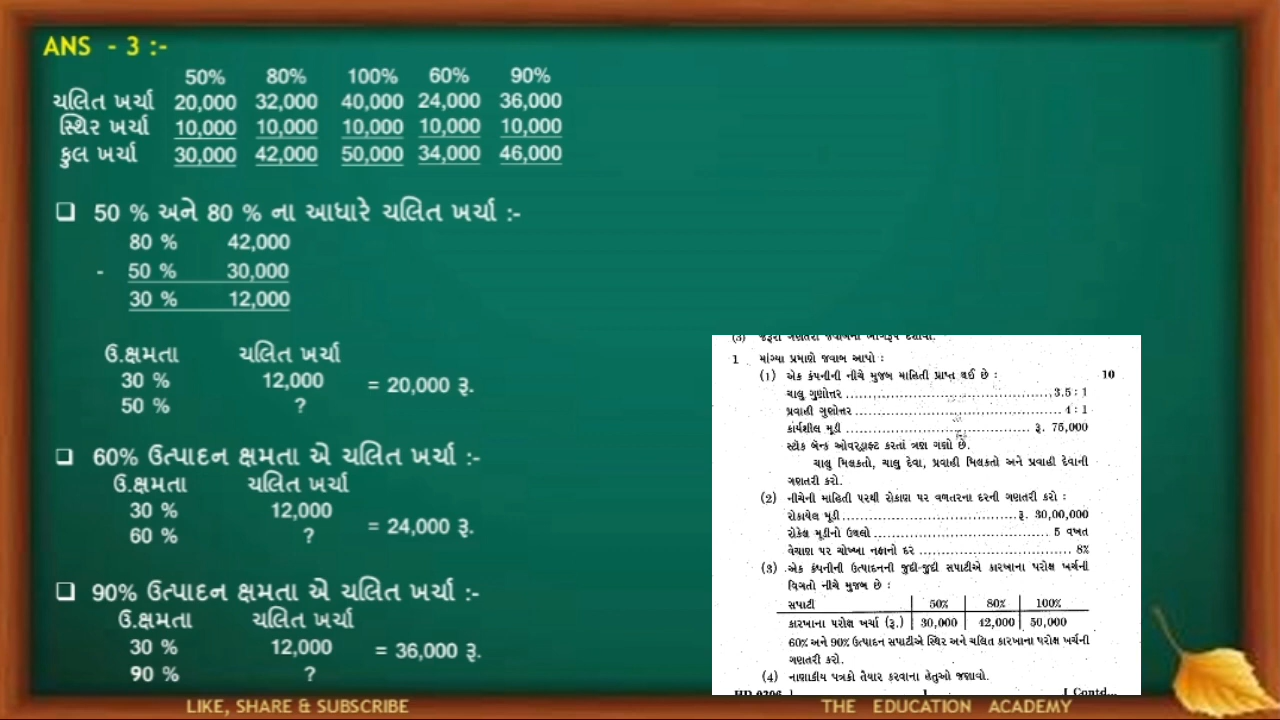 ANS - 3 :-
50% 80% 100% 60% 90%
ચલિત ખર્ચા 20,000 32,000 40,000 24,000 36,000
સ્થિર ખર્ચા 10,000 10,000 10,000 10,000 10,000
કુલ ખર્ચા 30,000 42,000 50,000 34,000 46,000
❑ 50 % અને 80 % ના આધારે ચલિત ખર્ચા :-
80 % 42,000
- 50 % 30,000
30 % 12,000
ઉ.ક્ષમતા ચલિત ખર્ચા
30 % 12,000 = 20,000 રૂ.
50 % ?
❑ 60% ઉત્પાદન ક્ષમતા એ ચલિત ખર્ચા :-
ઉ.ક્ષમતા ચલિત ખર્ચા
30 % 12,000 = 24,000 રૂ.
60 % ?
❑ 90% ઉત્પાદન ક્ષમતા એ ચલિત ખર્ચા :-
ઉ.ક્ષમતા ચલિત ખર્ચા
30 % 12,000 = 36,000 રૂ.
90 % ?
1 માંગ્યા પ્રમાણે જવાબ આપો :
(1) એક કંપનીની નીચે મુજબ માહિતી પ્રાપ્ત થઈ છે : 10
ચાલુ ગુણોત્તર 3.5 : 1
પ્રવાહી ગુણોત્તર 4 : 1
કાર્યશીલ મૂડી રૂ. 75,000
સ્ટોક બેન્ક ઓવરડ્રાફ્ટ કરતાં ત્રણ ગણો છે.
ચાલુ મિલકતો, ચાલુ દેવા, પ્રવાહી મિલકતો અને પ્રવાહી દેવાની
ગણતરી કરો.
(2) નીચેની માહિતી પરથી રોકાણ પર વળતરના દરની ગણતરી કરો :
રોકાયેલ મૂડી રૂ. 30,00,000
રોકેલ મૂડીનો ઉથલો 5 વખત
વેચાણ પર ચોખ્ખા નફાનો દર 8%
(3) એક કંપનીની ઉત્પાદનની જુદી-જુદી સપાટીએ કારખાના પરોક્ષ ખર્ચની
વિગતો નીચે મુજબ છે :
સપાટી 50% 80% 100%
કારખાના પરોક્ષ ખર્ચા (રૂ.) 30,000 42,000 50,000
60% અને 90% ઉત્પાદન સપાટીએ સ્થિર અને ચલિત કારખાના પરોક્ષ ખર્ચની
ગણતરી કરો.
(4) નાણાકીય પત્રકો તૈયાર કરવાના હેતુઓ જણાવો.
1 [ Contd...
LIKE, SHARE & SUBSCRIBE THE EDUCATION ACADEMY